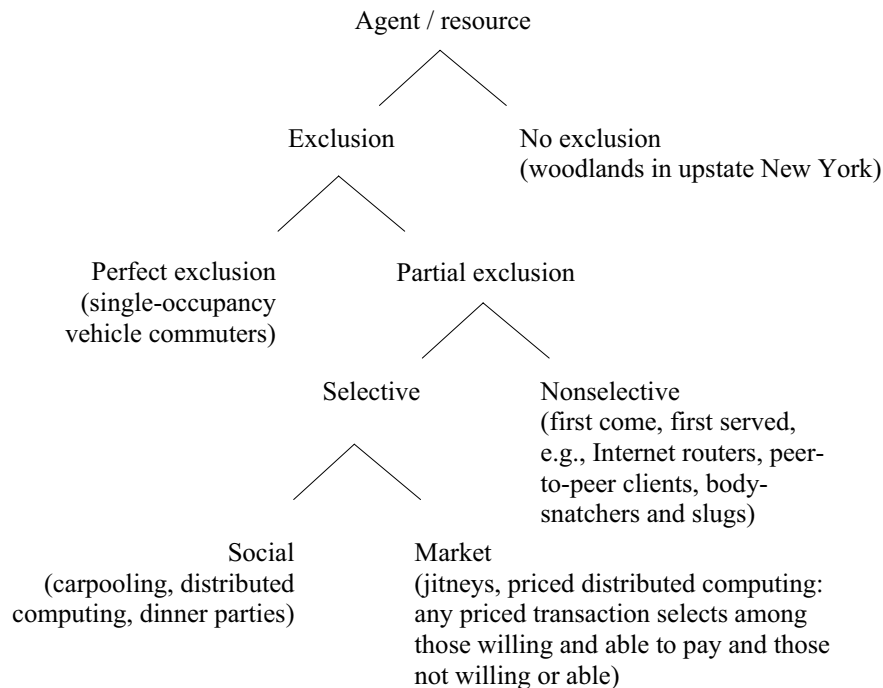 Agent / resource
Exclusion
No exclusion
(woodlands in upstate New York)
Perfect exclusion
(single-occupancy
vehicle commuters)
Partial exclusion
Selective
Nonselective
(first come, first served,
e.g., Internet routers, peer-
to-peer clients, body-
snatchers and slugs)
Social
(carpooling, distributed
computing, dinner parties)
Market
(jitneys, priced distributed computing:
any priced transaction selects among
those willing and able to pay and those
not willing or able)